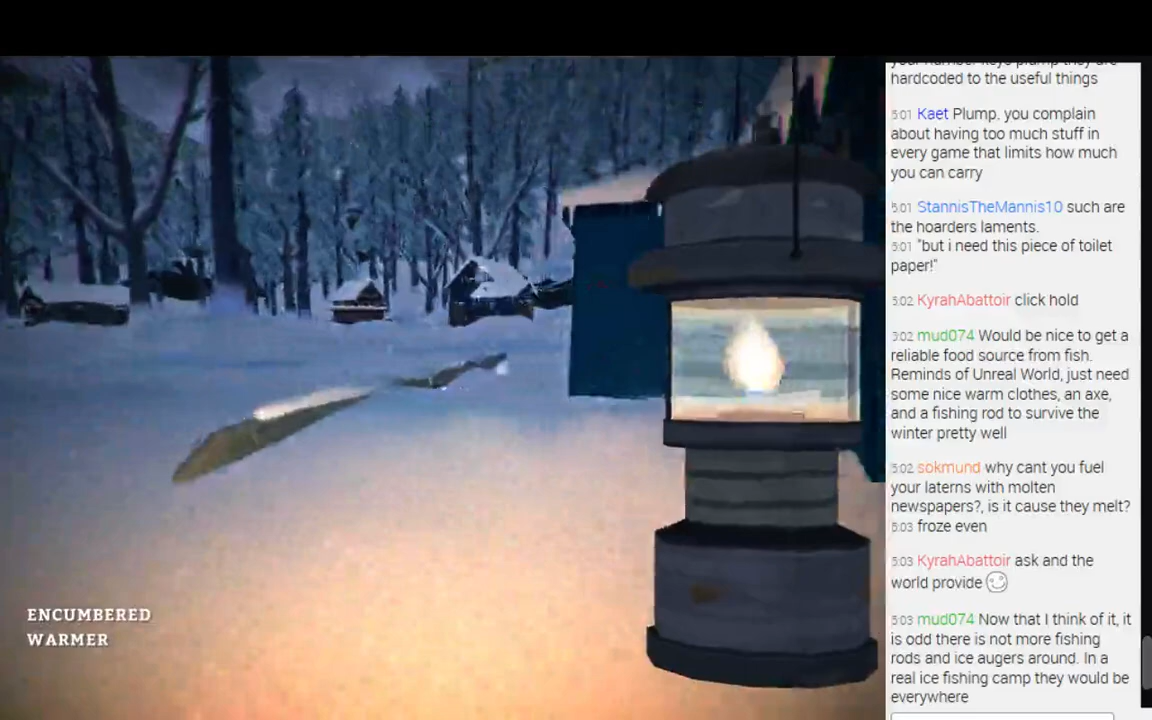 your number keys plump they are
hardcoded to the useful things
5:01 Kaet Plump, you complain
about having too much stuff in
every game that limits how much
you can carry
5:01 StannisTheMannis10 such are
the hoarders laments.
5:01 "but i need this piece of toilet
paper!"
5:02 KyrahAbattoir click hold
5:02 mud074 Would be nice to get a
reliable food source from fish.
Reminds of Unreal World, just need
some nice warm clothes, an axe,
and a fishing rod to survive the
winter pretty well
5:02 sokmund why cant you fuel
your laterns with molten
newspapers?, is it cause they melt?
5:03 froze even
5:03 KyrahAbattoir ask and the
world provide
5:03 mud074 Now that I think of it, it
is odd there is not more fishing
rods and ice augers around. In a
real ice fishing camp they would be
everywhere
ENCUMBERED
WARMER